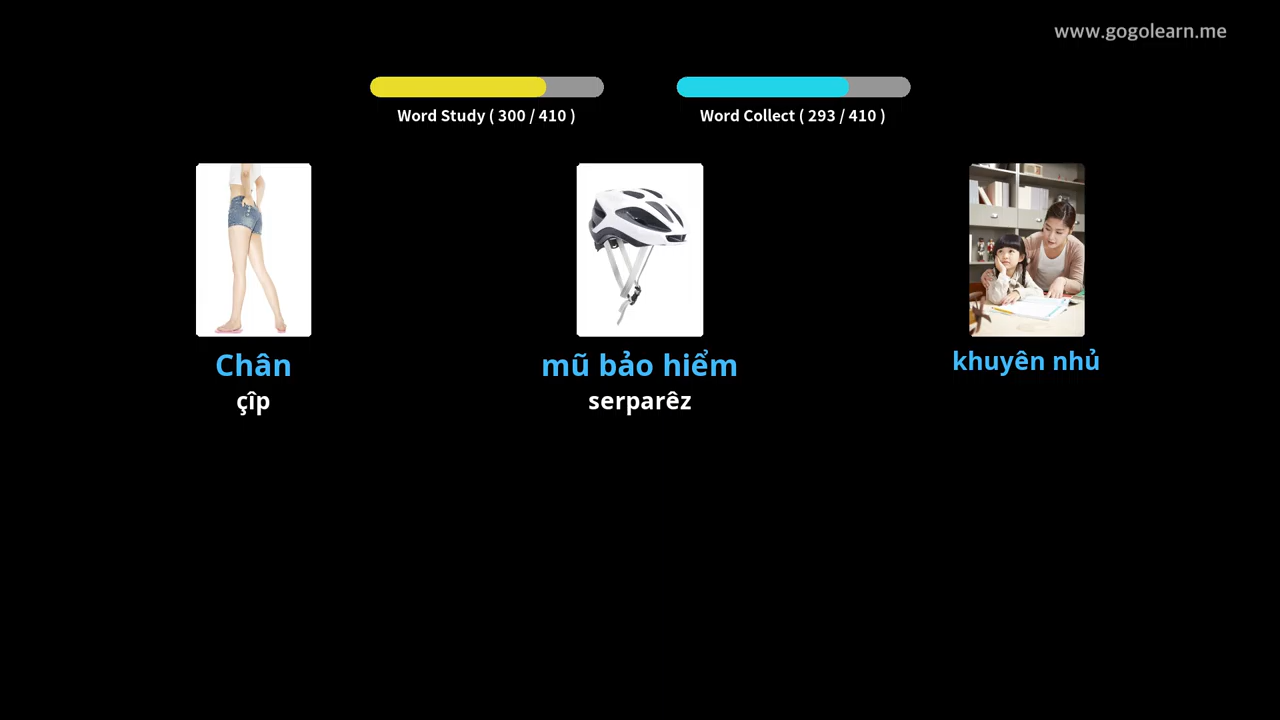 www.gogolearn.me
Word Study ( 300 / 410 )
Word Collect ( 293 / 410 )
Chân
çîp
mũ bảo hiểm
serparêz
khuyên nhủ